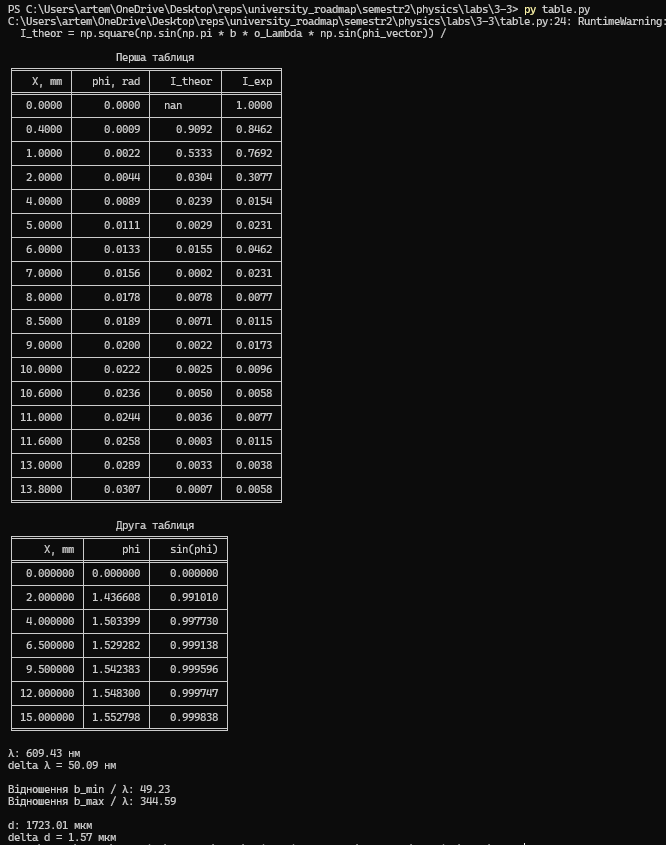 PS C:\Users\artem\OneDrive\Desktop\reps\university_roadmap\semestr2\physics\labs\3-3> py table.py
C:\Users\artem\OneDrive\Desktop\reps\university_roadmap\semestr2\physics\labs\3-3\table.py:24: RuntimeWarning:
I_theor = np.square(np.sin(np.pi * b * o_Lambda * np.sin(phi_vector)) /
Перша таблиця
X, mm phi, rad I_theor I_exp
0.0000 0.0000 nan 1.0000
0.4000 0.0009 0.9092 0.8462
1.0000 0.0022 0.5333 0.7692
2.0000 0.0044 0.0304 0.3077
4.0000 0.0089 0.0239 0.0154
5.0000 0.0111 0.0029 0.0231
6.0000 0.0133 0.0155 0.0462
7.0000 0.0156 0.0002 0.0231
8.0000 0.0178 0.0078 0.0077
8.5000 0.0189 0.0071 0.0115
9.0000 0.0200 0.0022 0.0173
10.0000 0.0222 0.0025 0.0096
10.6000 0.0236 0.0050 0.0058
11.0000 0.0244 0.0036 0.0077
11.6000 0.0258 0.0003 0.0115
13.0000 0.0289 0.0033 0.0038
13.8000 0.0307 0.0007 0.0058
Друга таблиця
X, mm phi sin(phi)
0.000000 0.000000 0.000000
2.000000 1.436608 0.991010
4.000000 1.503399 0.997730
6.500000 1.529282 0.999138
9.500000 1.542383 0.999596
12.000000 1.548300 0.999747
15.000000 1.552798 0.999838
λ: 609.43 нм
delta λ = 50.09 нм
Відношення b_min / λ: 49.23
Відношення b_max / λ: 344.59
d: 1723.01 мкм
delta d = 1.57 мкм